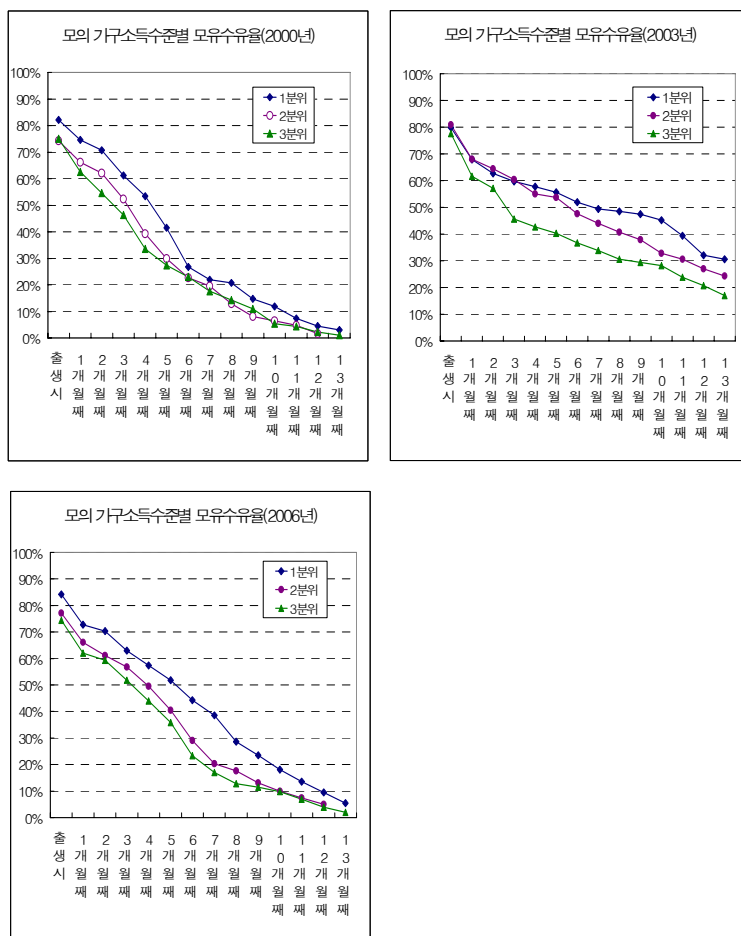 모의 가구소득수준별 모유수유율(2000년)
100%
90%
80%
70%
60%
50%
40%
30%
20%
10%
0%
1분위
2분위
3분위
출생시
1개월째
2개월째
3개월째
4개월째
5개월째
6개월째
7개월째
8개월째
9개월째
10개월째
11개월째
12개월째
13개월째
모의 가구소득수준별 모유수유율(2003년)
100%
90%
80%
70%
60%
50%
40%
30%
20%
10%
0%
1분위
2분위
3분위
출생시
1개월째
2개월째
3개월째
4개월째
5개월째
6개월째
7개월째
8개월째
9개월째
10개월째
11개월째
12개월째
13개월째
모의 가구소득수준별 모유수유율(2006년)
100%
90%
80%
70%
60%
50%
40%
30%
20%
10%
0%
1분위
2분위
3분위
출생시
1개월째
2개월째
3개월째
4개월째
5개월째
6개월째
7개월째
8개월째
9개월째
10개월째
11개월째
12개월째
13개월째